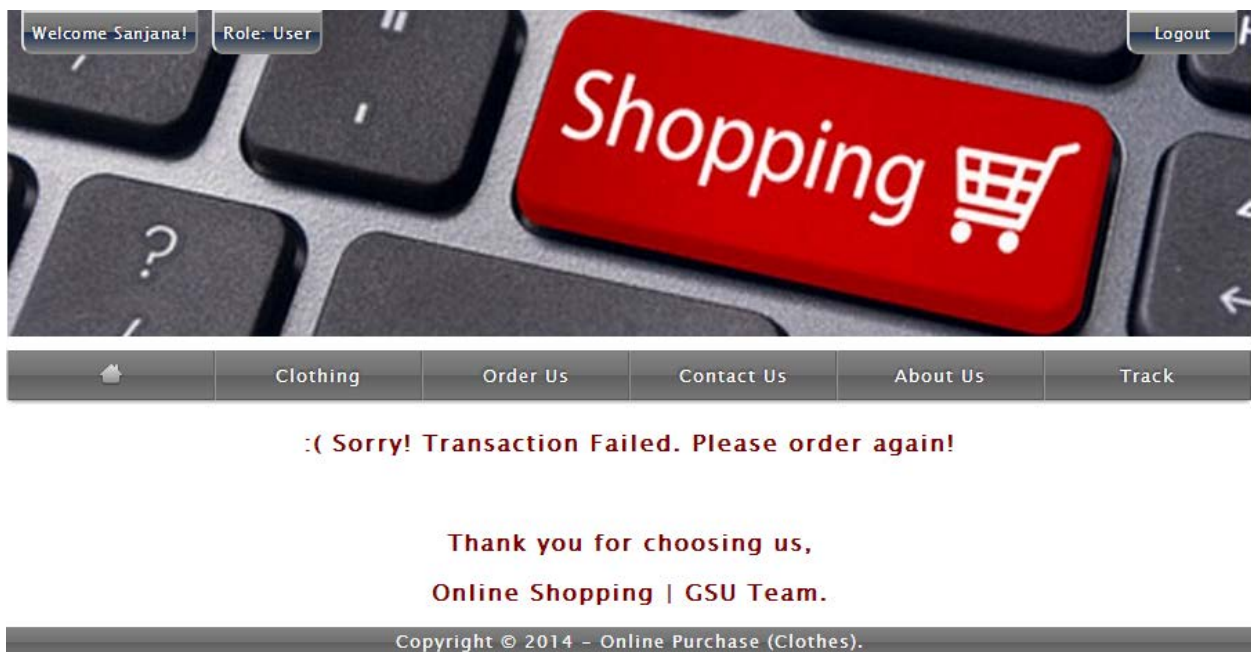 Welcome Sanjana!
Role: User
Logout
Shopping
?
Clothing
Order Us
Contact Us
About Us
Track
:( Sorry! Transaction Failed. Please order again!
Thank you for choosing us,
Online Shopping | GSU Team.
Copyright © 2014 – Online Purchase (Clothes).